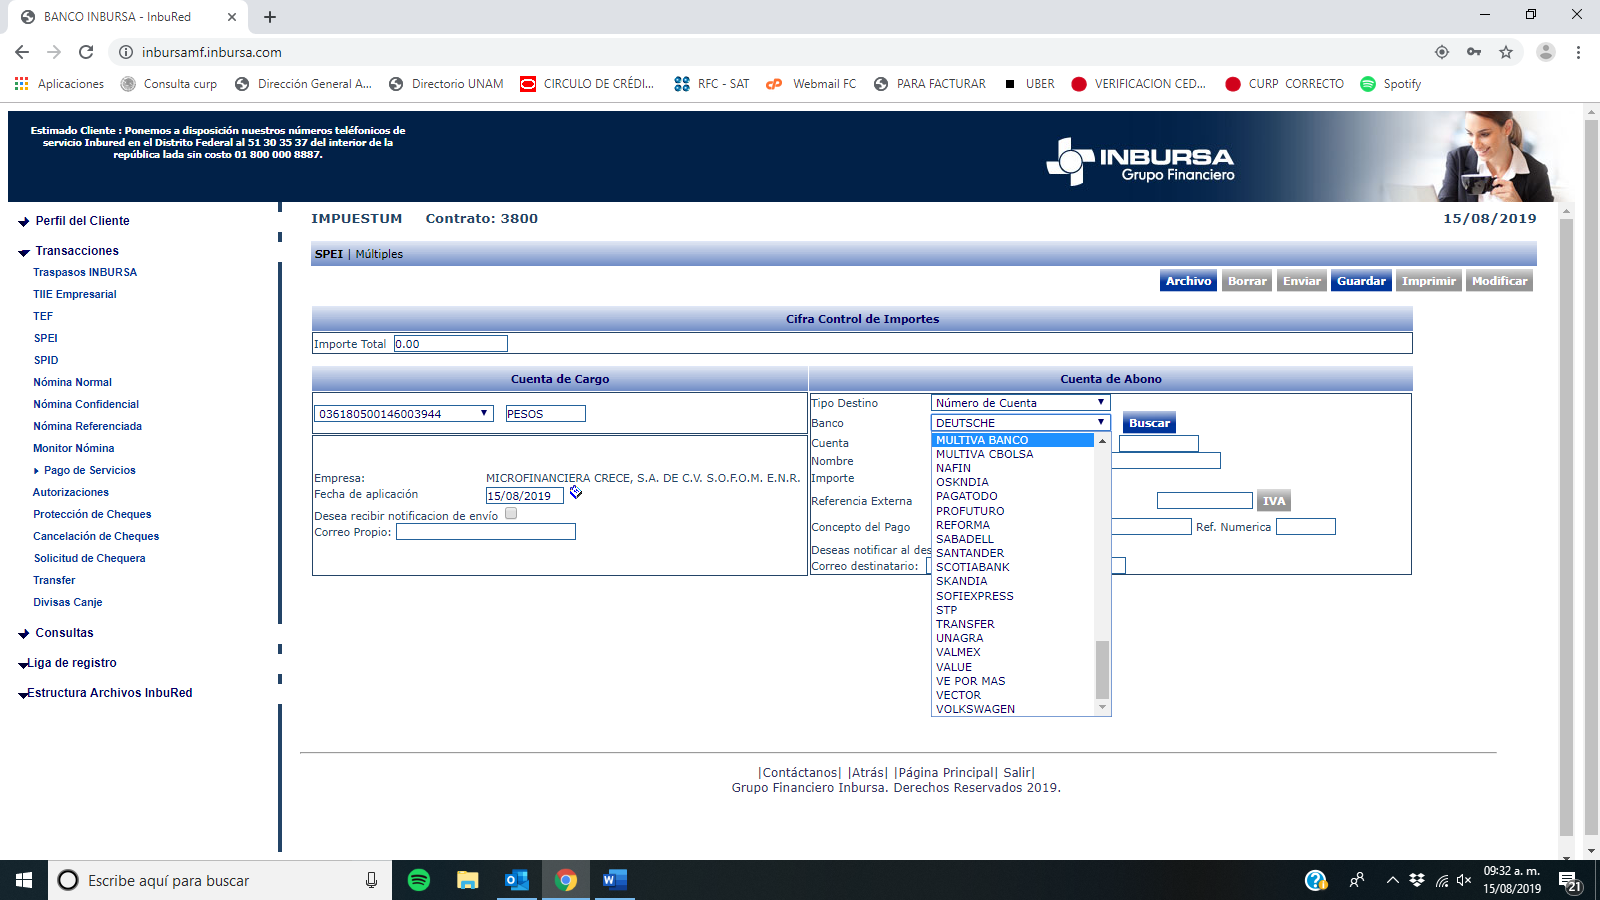 BANCO INBURSA - InbuRed
inbursamf.inbursa.com
Aplicaciones Consulta curp Dirección General A... Directorio UNAM CIRCULO DE CRÉDI... RFC - SAT Webmail FC PARA FACTURAR UBER VERIFICACION CED... CURP CORRECTO Spotify
Estimado Cliente : Ponemos a disposición nuestros números teléfonicos de
servicio Inbured en el Distrito Federal al 51 30 35 37 del interior de la
república lada sin costo 01 800 000 8887.
INBURSA
Grupo Financiero
Perfil del Cliente
Transacciones
Traspasos INBURSA
TIIE Empresarial
TEF
SPEI
SPID
Nómina Normal
Nómina Confidencial
Nómina Referenciada
Monitor Nómina
Pago de Servicios
Autorizaciones
Protección de Cheques
Cancelación de Cheques
Solicitud de Chequera
Transfer
Divisas Canje
Consultas
Liga de registro
Estructura Archivos InbuRed
IMPUESTUM Contrato: 3800 15/08/2019
SPEI | Múltiples
Archivo Borrar Enviar Guardar Imprimir Modificar
Cifra Control de Importes
Importe Total 0.00
Cuenta de Cargo
036180500146003944 PESOS
Empresa: MICROFINANCIERA CRECE, S.A. DE C.V. S.O.F.O.M. E.N.R.
Fecha de aplicación 15/08/2019
Desea recibir notificacion de envío
Correo Propio:
Cuenta de Abono
Tipo Destino Número de Cuenta
Banco DEUTSCHE Buscar
Cuenta
Nombre
Importe
Referencia Externa IVA
Concepto del Pago Ref. Numerica
Deseas notificar al des
Correo destinatario:
MULTIVA BANCO
MULTIVA CBOLSA
NAFIN
OSKNDIA
PAGATODO
PROFUTURO
REFORMA
SABADELL
SANTANDER
SCOTIABANK
SKANDIA
SOFIEXPRESS
STP
TRANSFER
UNAGRA
VALMEX
VALUE
VE POR MAS
VECTOR
VOLKSWAGEN
|Contáctanos| |Atrás| |Página Principal| Salir|
Grupo Financiero Inbursa. Derechos Reservados 2019.
Escribe aquí para buscar
09:32 a. m.
15/08/2019
21